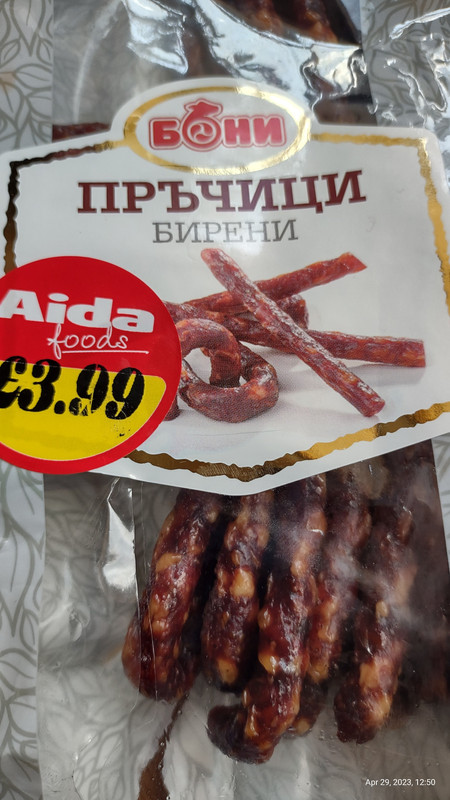 БОНИ
ПРЪЧИЦИ
БИРЕНИ
Aida
foods
£3.99
Apr 29, 2023, 12:50